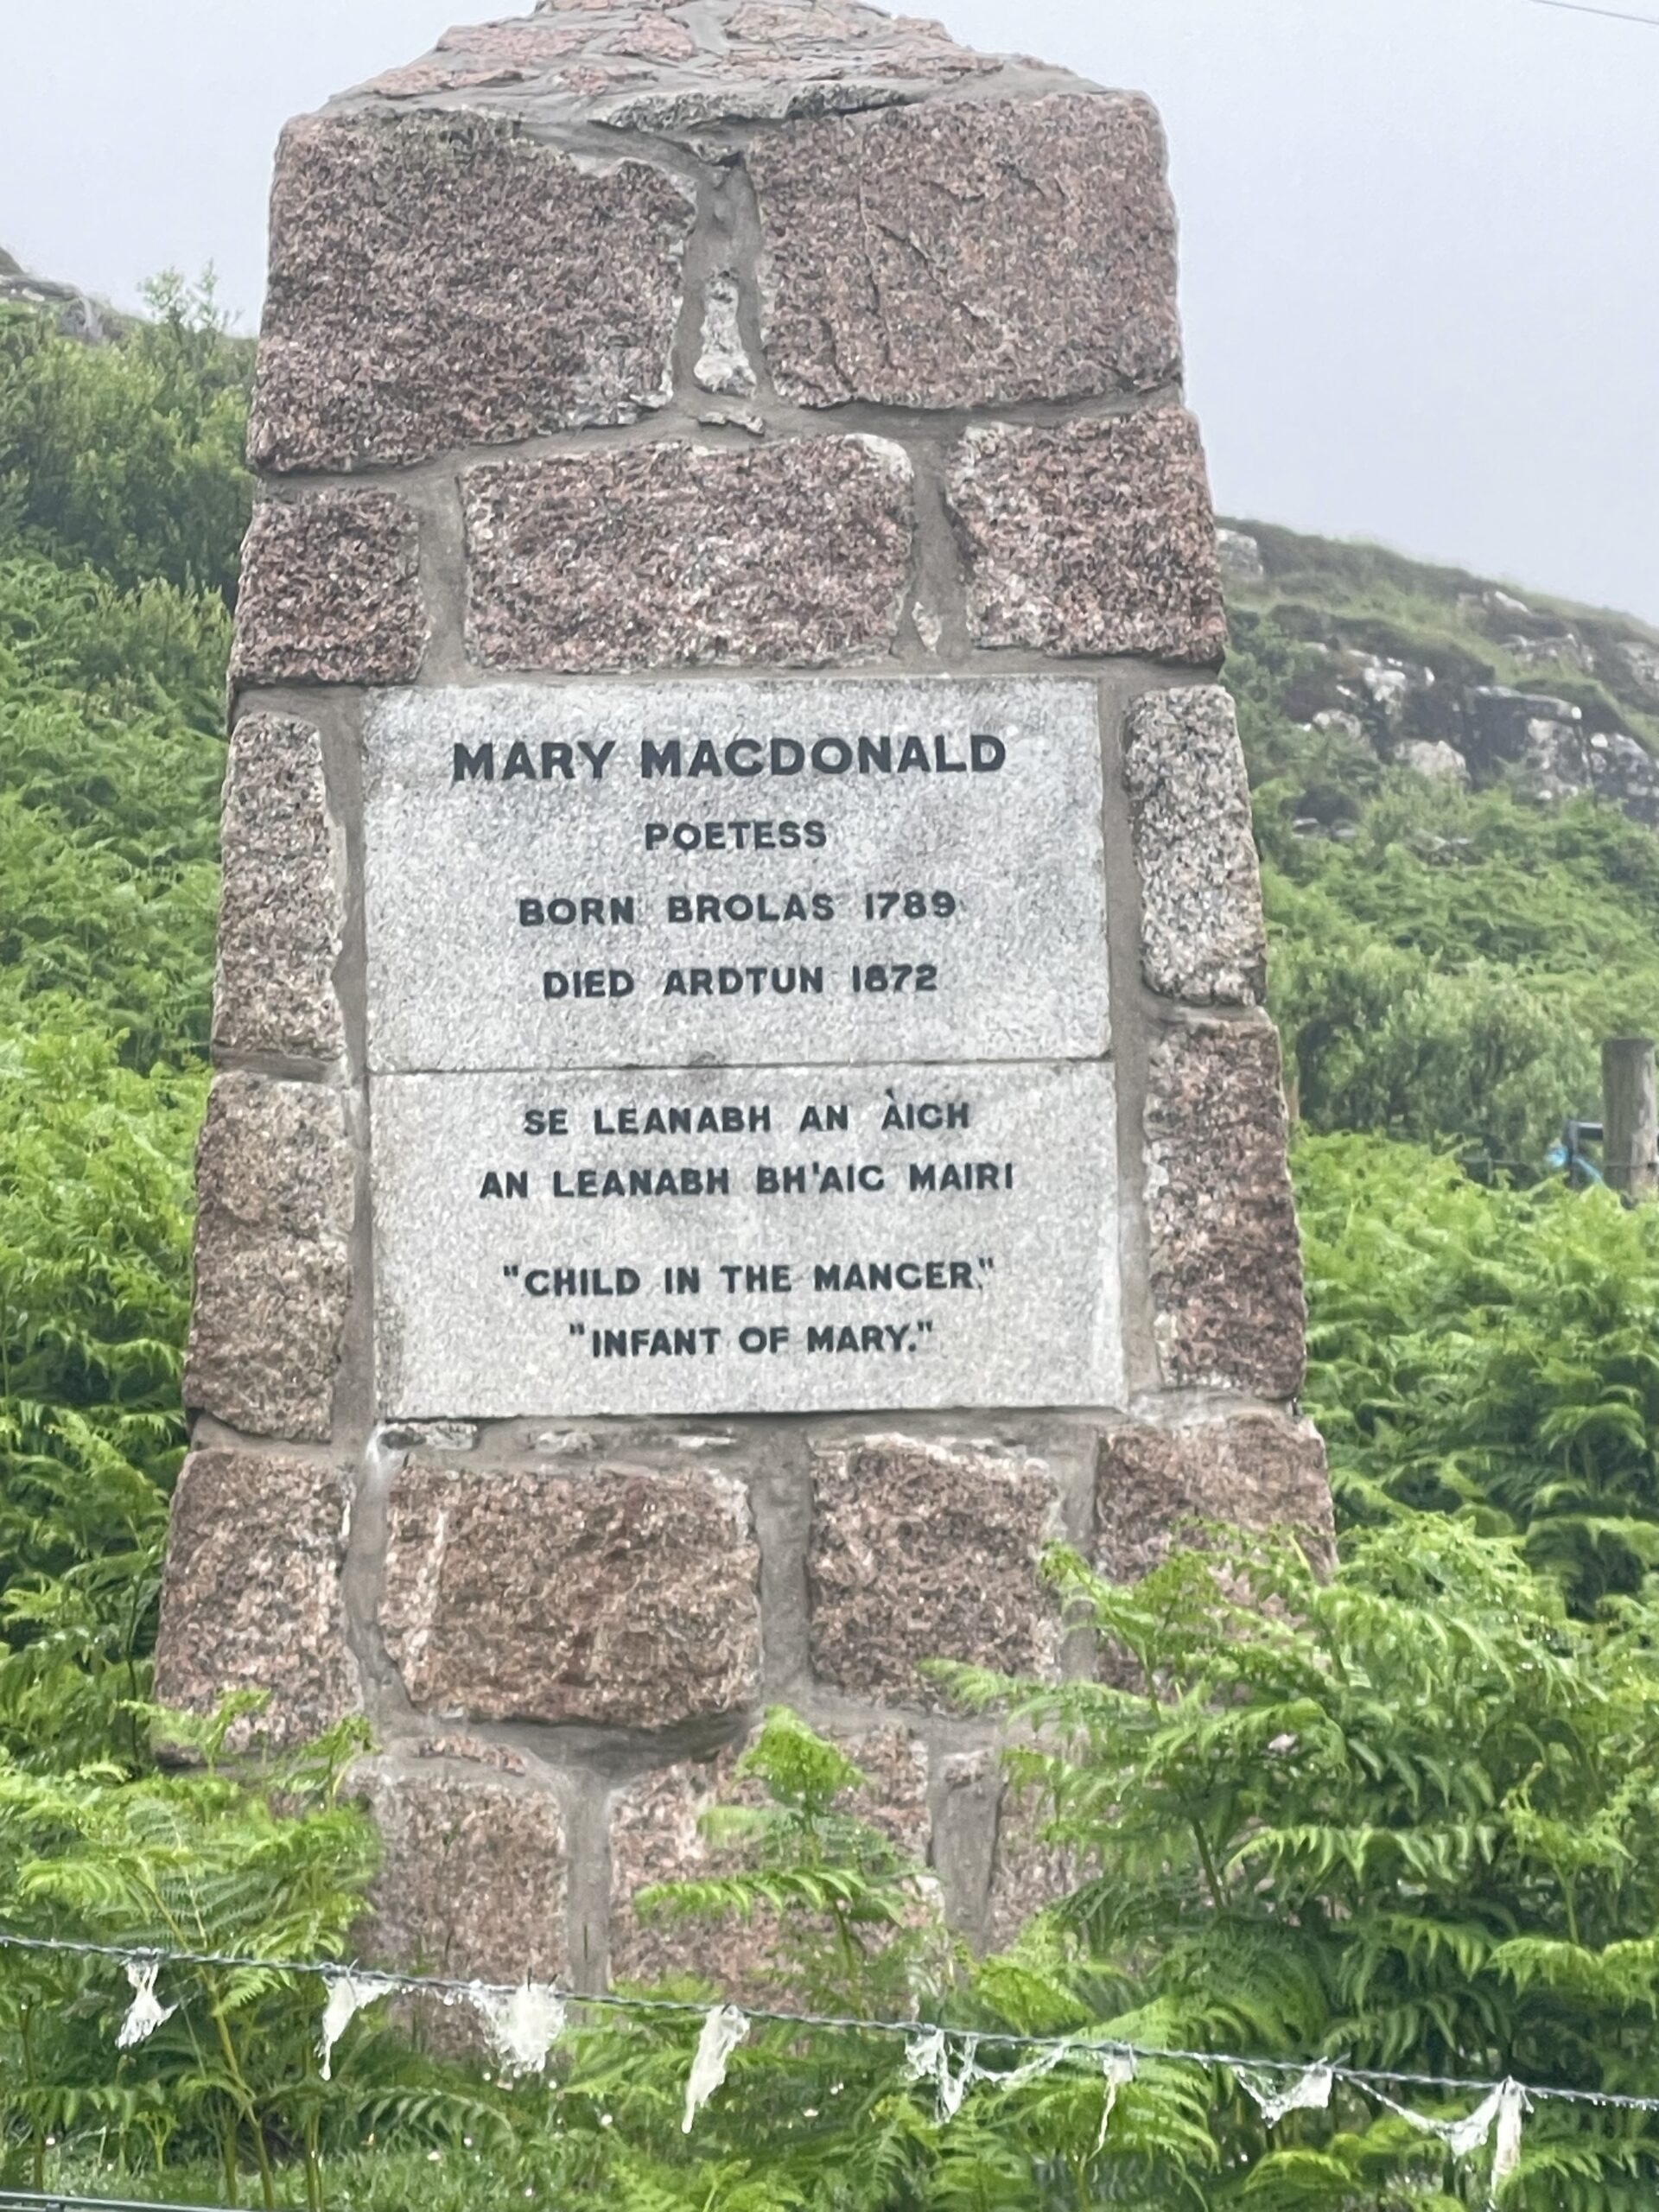 MARY MACDONALD
POETESS
BORN BROLAS 1789
DIED ARDTUN 1872
SE LEANABH AN ÀIGH
AN LEANABH BH'AIG MAIRI
"CHILD IN THE MANGER."
"INFANT OF MARY."